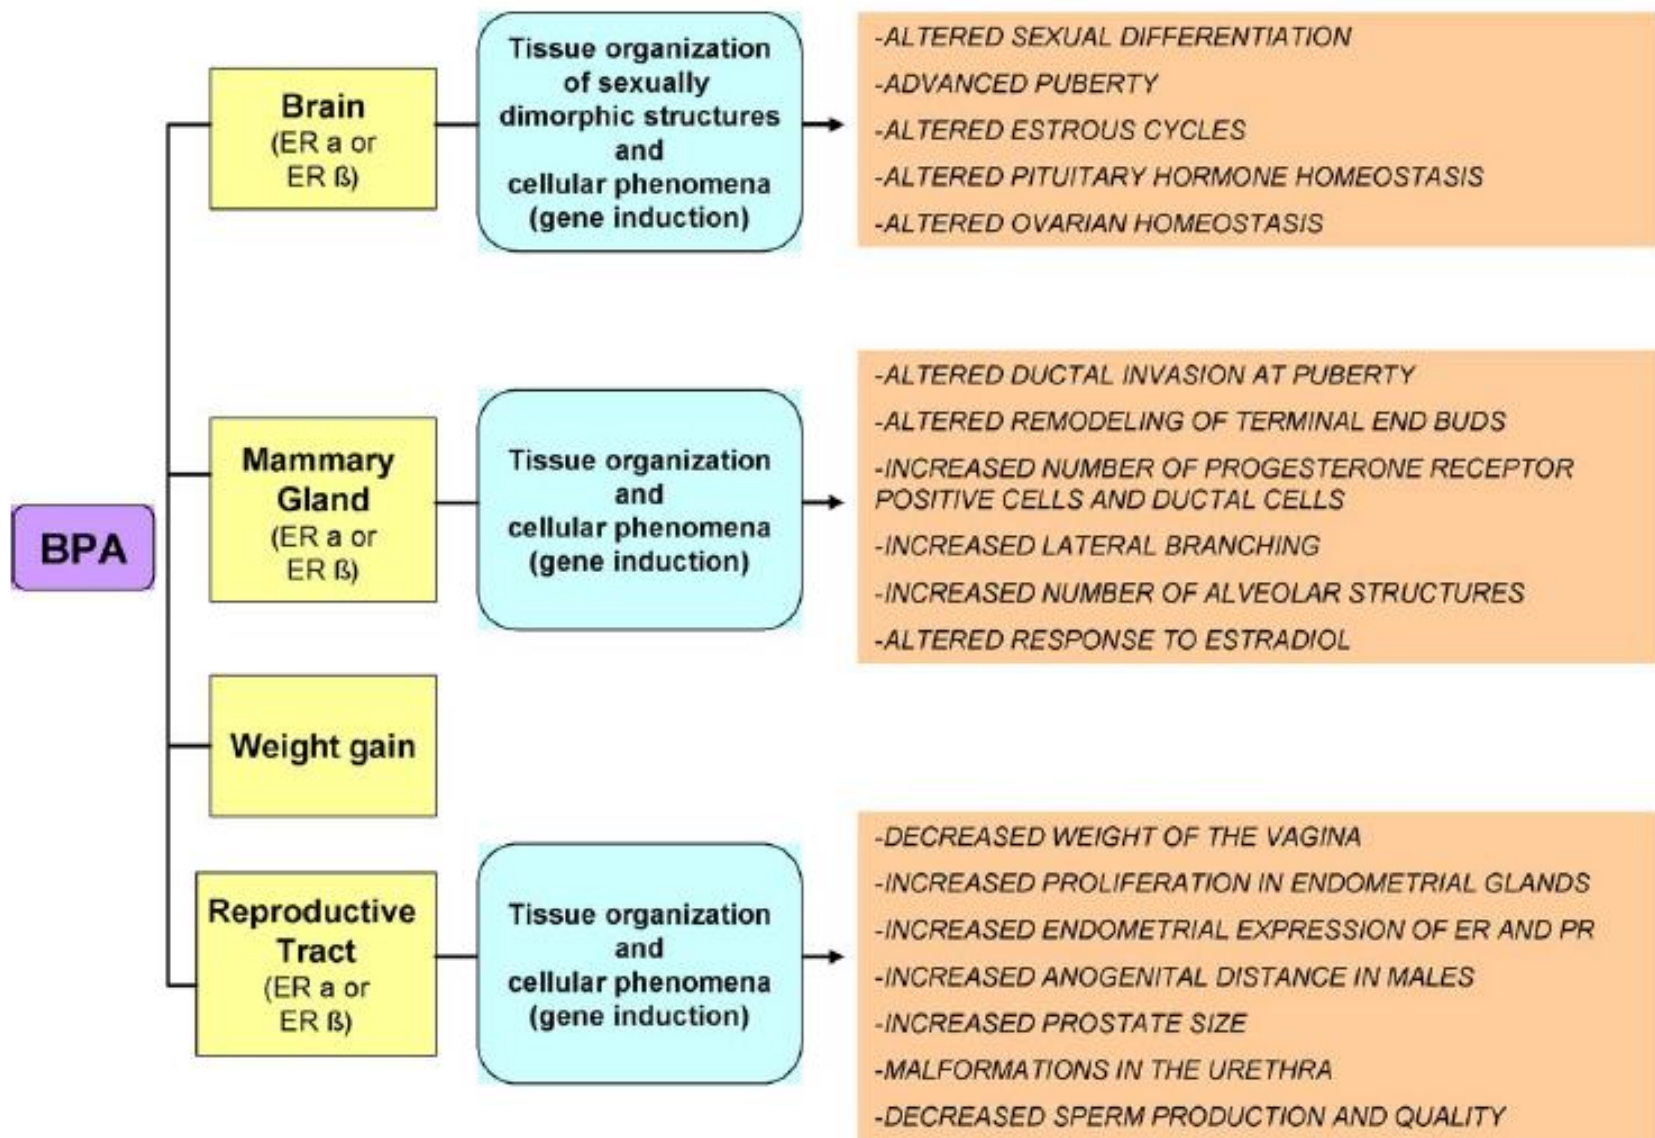 BPA
Brain
(ER a or
ER ß)
Tissue organization
of sexually
dimorphic structures
and
cellular phenomena
(gene induction)
-ALTERED SEXUAL DIFFERENTIATION
-ADVANCED PUBERTY
-ALTERED ESTROUS CYCLES
-ALTERED PITUITARY HORMONE HOMEOSTASIS
-ALTERED OVARIAN HOMEOSTASIS
Mammary
Gland
(ER a or
ER ß)
Tissue organization
and
cellular phenomena
(gene induction)
-ALTERED DUCTAL INVASION AT PUBERTY
-ALTERED REMODELING OF TERMINAL END BUDS
-INCREASED NUMBER OF PROGESTERONE RECEPTOR
POSITIVE CELLS AND DUCTAL CELLS
-INCREASED LATERAL BRANCHING
-INCREASED NUMBER OF ALVEOLAR STRUCTURES
-ALTERED RESPONSE TO ESTRADIOL
Weight gain
Reproductive
Tract
(ER a or
ER ß)
Tissue organization
and
cellular phenomena
(gene induction)
-DECREASED WEIGHT OF THE VAGINA
-INCREASED PROLIFERATION IN ENDOMETRIAL GLANDS
-INCREASED ENDOMETRIAL EXPRESSION OF ER AND PR
-INCREASED ANOGENITAL DISTANCE IN MALES
-INCREASED PROSTATE SIZE
-MALFORMATIONS IN THE URETHRA
-DECREASED SPERM PRODUCTION AND QUALITY